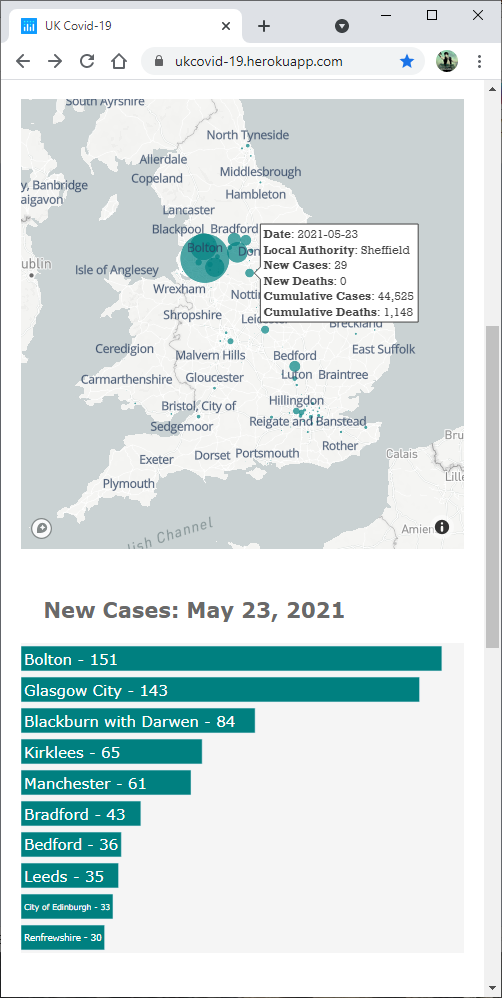 UK Covid-19
ukcovid-19.herokuapp.com
South Ayrshire
North Tyneside
Allerdale
Middlesbrough
y, Banbridge
Copeland
aigavon
Hambleton
Lancaster
Blackpool
Bradford
Date: 2021-05-23
Bolton
Don
Local Authority: Sheffield
ublin
Isle of Anglesey
New Cases: 29
New Deaths: 0
Wrexham
Notti
Cumulative Cases: 44,525
Shropshire
Leic
Cumulative Deaths: 1,148
Breckland
Ceredigion
Malvern Hills
Bedford
East Suffolk
Carmarthenshire
Gloucester
Luton
Braintree
Bristol, City of
Hillingdon
Sedgemoor
Reigate and Banstead
Rother
Exeter
Dorset
Portsmouth
Calais
Bru
Plymouth
Lille
lish Channel
Amien
New Cases: May 23, 2021
Bolton - 151
Glasgow City - 143
Blackburn with Darwen - 84
Kirklees - 65
Manchester - 61
Bradford - 43
Bedford - 36
Leeds - 35
City of Edinburgh - 33
Renfrewshire - 30